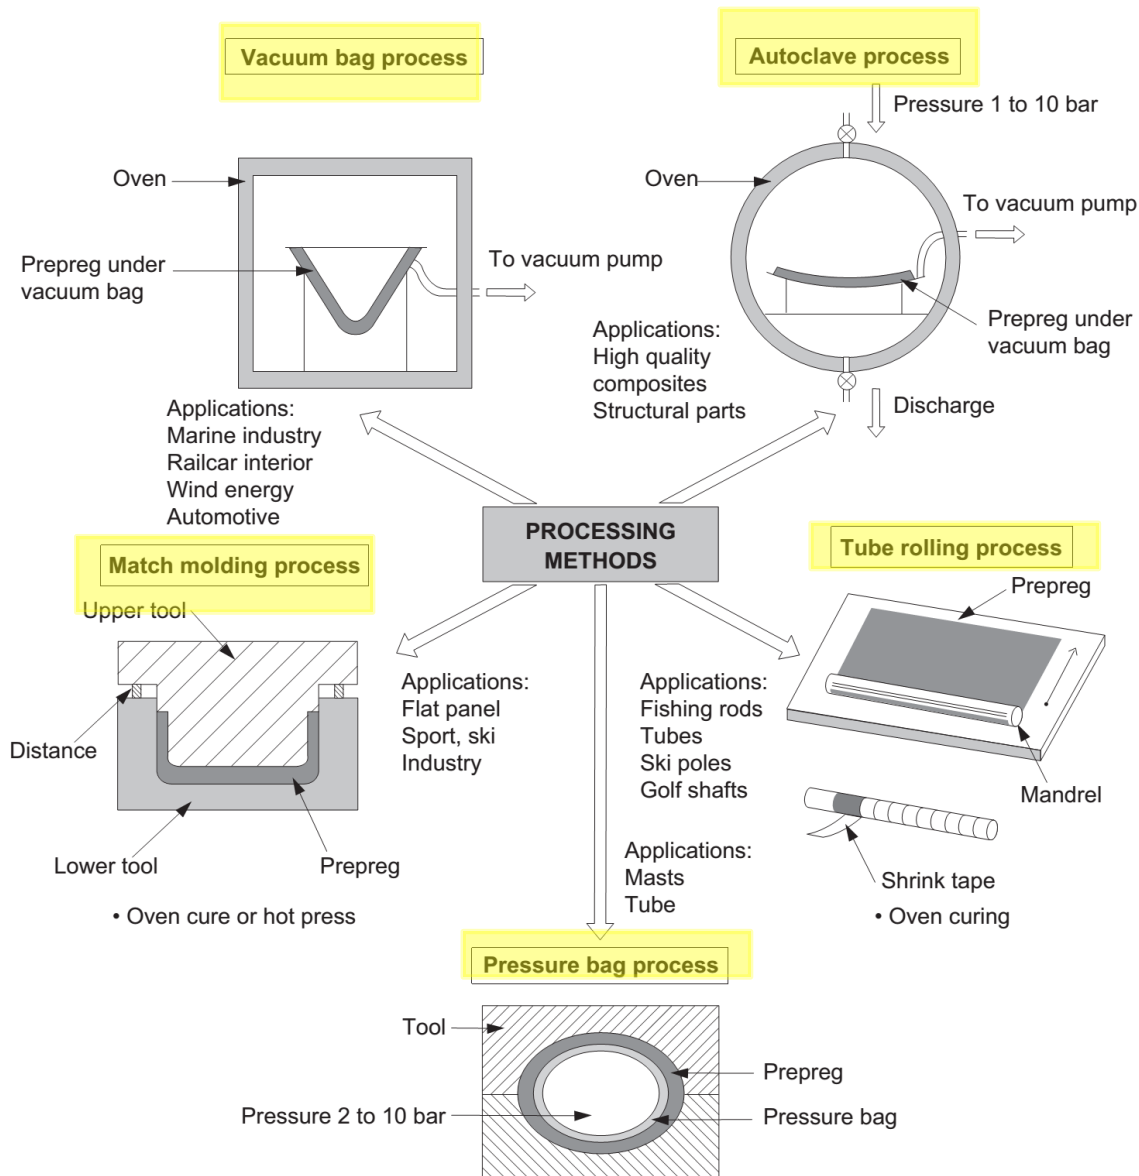 Vacuum bag process
Autoclave process
Pressure 1 to 10 bar
Oven
Prepreg under
vacuum bag
To vacuum pump
Oven
To vacuum pump
Prepreg under
vacuum bag
Applications:
High quality
composites
Structural parts
Discharge
Applications:
Marine industry
Railcar interior
Wind energy
Automotive
PROCESSING
METHODS
Match molding process
Upper tool
Distance
Lower tool
Prepreg
• Oven cure or hot press
Applications:
Flat panel
Sport, ski
Industry
Tube rolling process
Prepreg
Applications:
Fishing rods
Tubes
Ski poles
Golf shafts
Mandrel
Shrink tape
• Oven curing
Applications:
Masts
Tube
Pressure bag process
Tool
Prepreg
Pressure 2 to 10 bar
Pressure bag